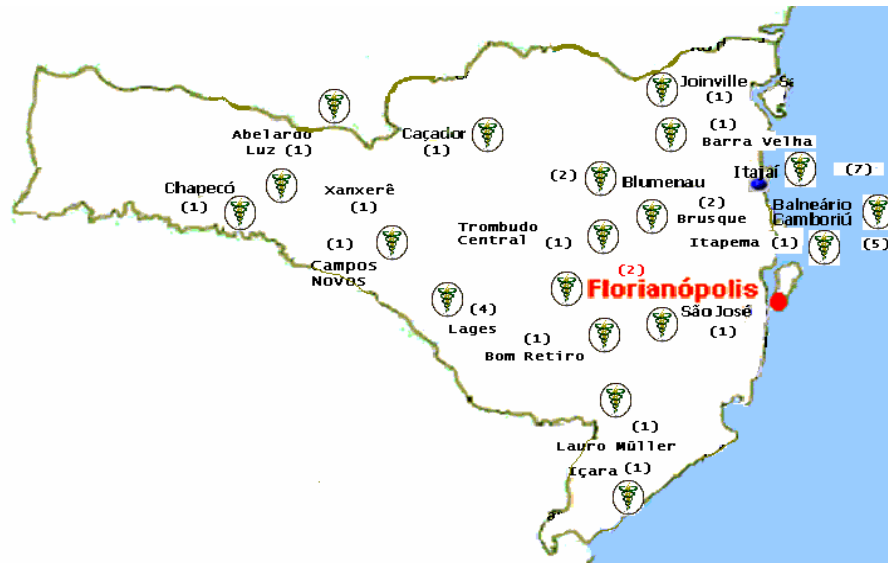 Joinville
(1)
Sa
Abelardo
Luz (1)
Caçador
(1)
(1)
Barra Velha
Itajaí
(7)
Chapecó
(1)
Xanxerê
(1)
(2)
Blumenau
(2)
Brusque
Balneário
Camboriú
(5)
Trombudo
Central (1)
Itapema (1)
(1)
Campos
Novos
(2)
Florianópolis
(4)
Lages
São José
(1)
(1)
Bom Retiro
(1)
Lauro Müller
Içara (1)